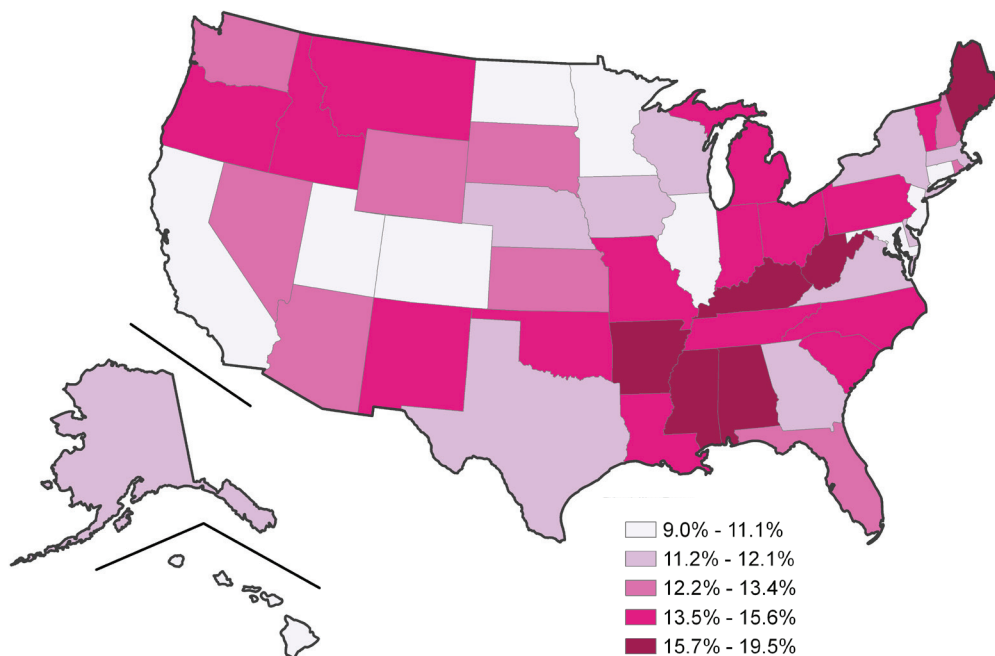 9.0% - 11.1%
11.2% - 12.1%
12.2% - 13.4%
13.5% - 15.6%
15.7% - 19.5%